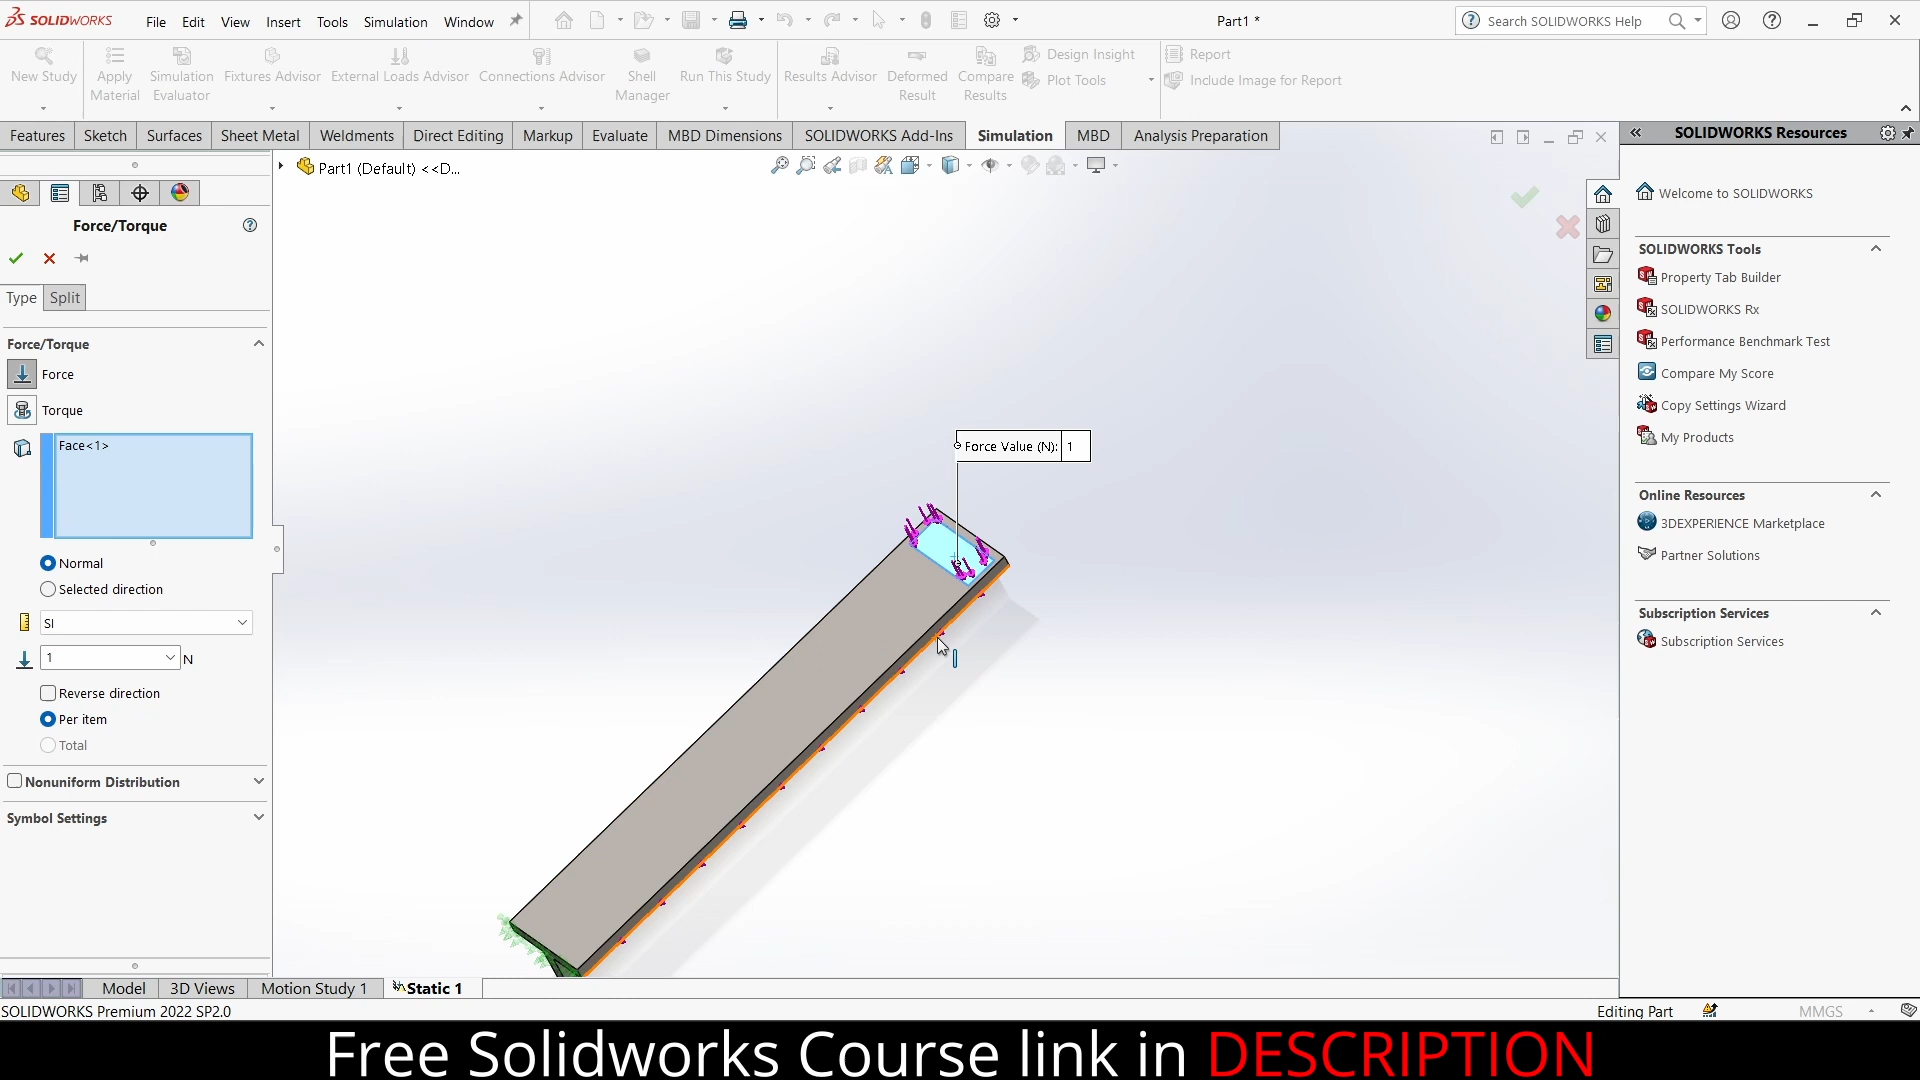 SOLIDWORKS File Edit View Insert Tools Simulation Window Part1 * Search SOLIDWORKS Help
New Study Apply Material Simulation Evaluator Fixtures Advisor External Loads Advisor Connections Advisor Shell Manager Run This Study Results Advisor Deformed Result Compare Results Design Insight Plot Tools Report Include Image for Report
Features Sketch Surfaces Sheet Metal Weldments Direct Editing Markup Evaluate MBD Dimensions SOLIDWORKS Add-Ins Simulation MBD Analysis Preparation
Part1 (Default) <<D...
Force/Torque
Type Split
Force/Torque
Force
Torque
Face<1>
Normal
Selected direction
SI
1 N
Reverse direction
Per item
Total
Nonuniform Distribution
Symbol Settings
Force Value (N): 1
SOLIDWORKS Resources
Welcome to SOLIDWORKS
SOLIDWORKS Tools
Property Tab Builder
SOLIDWORKS Rx
Performance Benchmark Test
Compare My Score
Copy Settings Wizard
My Products
Online Resources
3DEXPERIENCE Marketplace
Partner Solutions
Subscription Services
Subscription Services
Model 3D Views Motion Study 1 Static 1
SOLIDWORKS Premium 2022 SP2.0 Editing Part MMGS
Free Solidworks Course link in DESCRIPTION